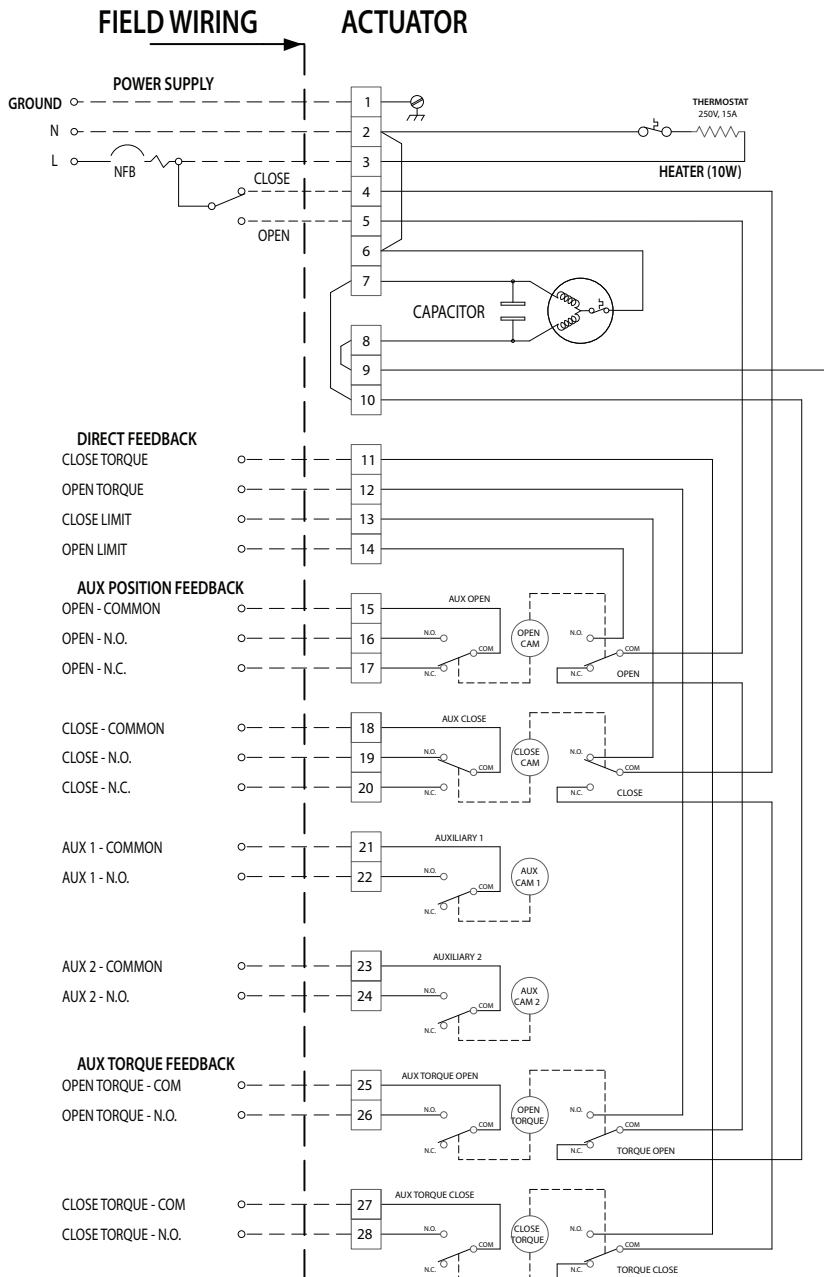 FIELD WIRING
ACTUATOR
POWER SUPPLY
GROUND
1
THERMOSTAT
250V, 15A
N
2
L
NFB
3
HEATER (10W)
CLOSE
4
5
OPEN
6
7
CAPACITOR
8
9
10
DIRECT FEEDBACK
CLOSE TORQUE
11
OPEN TORQUE
12
CLOSE LIMIT
13
OPEN LIMIT
14
AUX POSITION FEEDBACK
OPEN - COMMON
15
AUX OPEN
OPEN - N.O.
16
N.O.
OPEN
CAM
N.O.
OPEN - N.C.
17
COM
COM
N.C.
N.C.
OPEN
CLOSE - COMMON
18
AUX CLOSE
CLOSE - N.O.
19
N.O.
CLOSE
CAM
N.O.
COM
COM
CLOSE - N.C.
20
N.C.
N.C.
CLOSE
AUX 1 - COMMON
21
AUXILIARY 1
AUX 1 - N.O.
22
N.O.
AUX
CAM 1
COM
N.C.
AUX 2 - COMMON
23
AUXILIARY 2
AUX 2 - N.O.
24
N.O.
AUX
CAM 2
COM
N.C.
AUX TORQUE FEEDBACK
OPEN TORQUE - COM
25
AUX TORQUE OPEN
OPEN TORQUE - N.O.
26
N.O.
OPEN
TORQUE
N.O.
COM
COM
N.C.
N.C.
TORQUE OPEN
CLOSE TORQUE - COM
27
AUX TORQUE CLOSE
CLOSE TORQUE - N.O.
28
N.O.
CLOSE
TORQUE
N.O.
COM
COM
N.C.
N.C.
TORQUE CLOSE